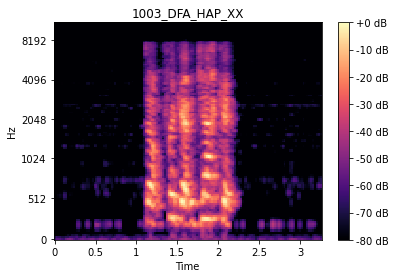 1003_DFA_HAP_XX
8192
4096
2048
1024
512
0
Hz
0 0.5 1 1.5 2 2.5 3
Time
+0 dB
-10 dB
-20 dB
-30 dB
-40 dB
-50 dB
-60 dB
-70 dB
-80 dB